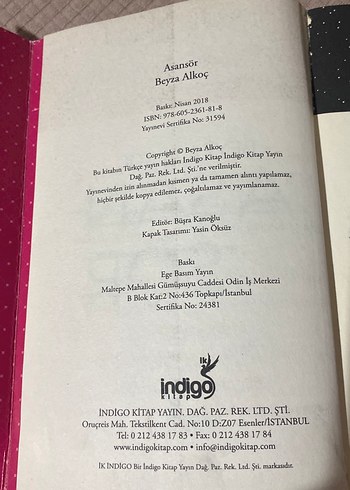 Asansör
Beyza Alkoç
Baskı: Nisan 2018
ISBN: 978-605-2361-81-8
Yayınevi Sertifika No: 31594
Copyright © Beyza Alkoç
Bu kitabın Türkçe yayın hakları İndigo Kitap İndigo Kitap Yayın
Dağ. Paz. Rek. Ltd. Şti.'ne verilmiştir.
Yayınevinden izin alınmadan kısmen ya da tamamen alıntı yapılamaz,
hiçbir şekilde kopya edilemez, çoğaltılamaz ve yayımlanamaz.
Editör: Büşra Kanoğlu
Kapak Tasarımı: Yasin Öksüz
Baskı
Ege Basım Yayın
Maltepe Mahallesi Gümüşsuyu Caddesi Odin İş Merkezi
B Blok Kat:2 No:436 Topkapı/İstanbul
Sertifika No: 24381
ik
indigo
kitap
İNDİGO KİTAP YAYIN. DAĞ. PAZ. REK. LTD. ŞTİ.
Oruçreis Mah. Tekstilkent Cad. No:10 D:Z07 Esenler/İSTANBUL
Tel: 0 212 438 17 83 • Fax: 0 212 438 17 84
www.indigokitap.com • info@indigokitap.com
İK İNDİGO Bir İndigo Kitap Yayın Dağ. Paz. Rek. Ltd. Şti. markasıdır.